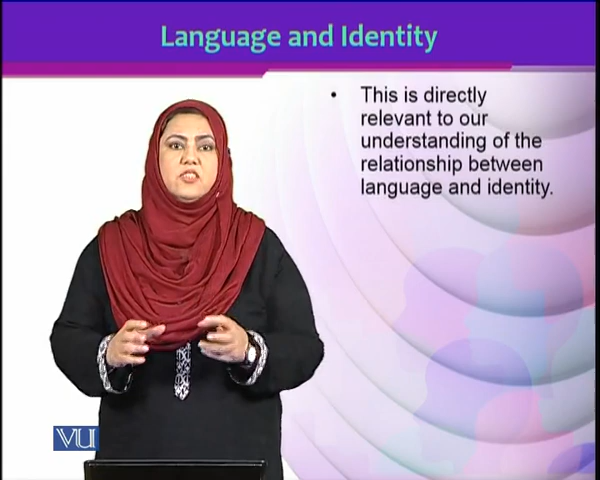 Language and Identity
• This is directly
relevant to our
understanding of the
relationship between
language and identity.
VU